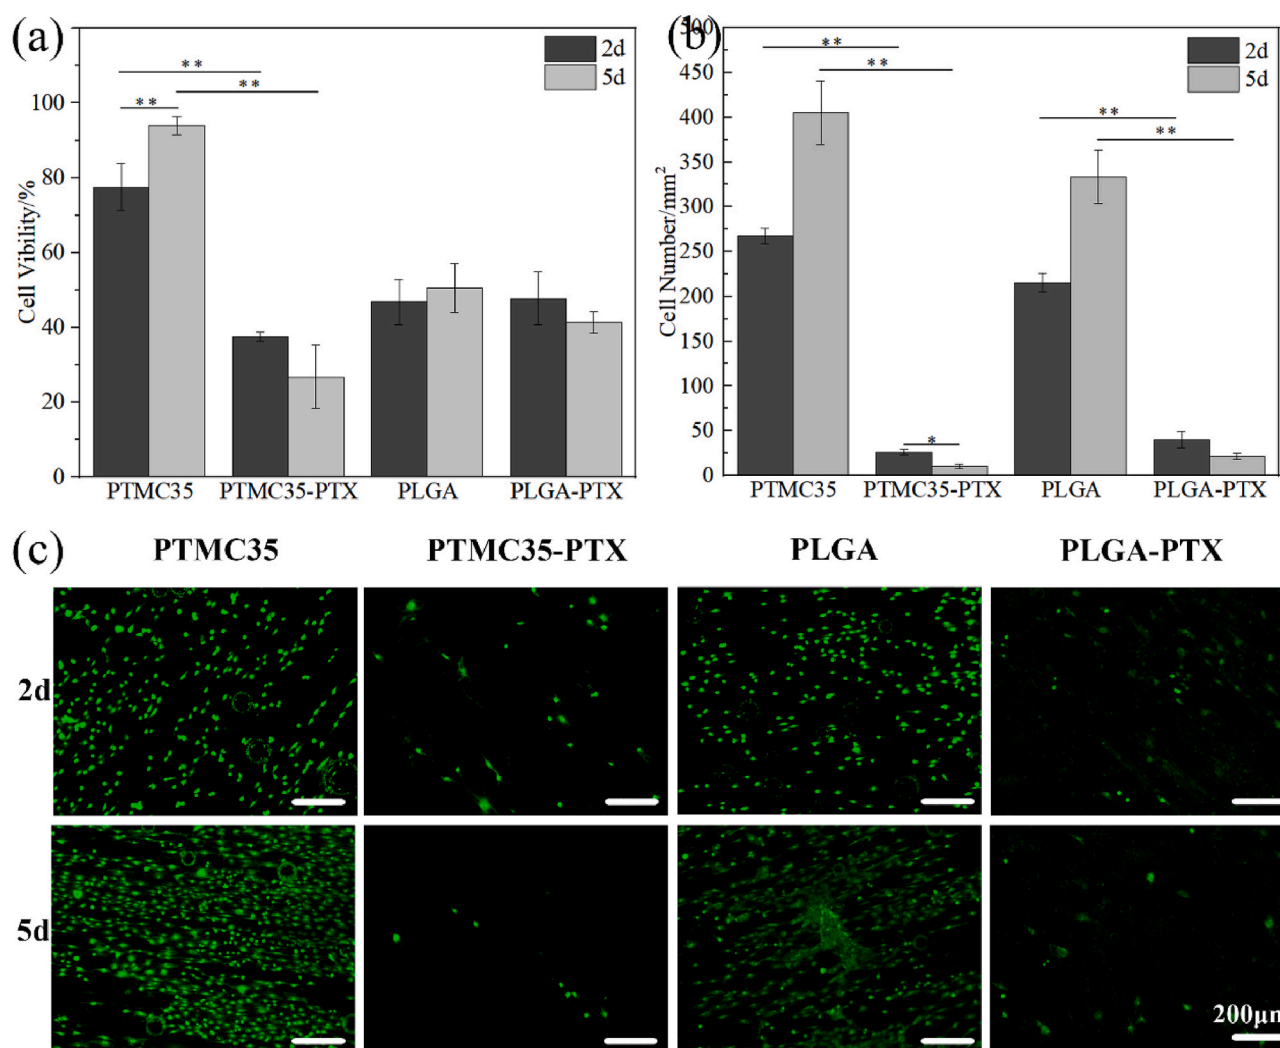 (a)
2d
5d
**
**
**
100
80
60
40
20
0
Cell Vibility/%
PTMC35
PTMC35-PTX
PLGA
PLGA-PTX
(b)
2d
5d
**
**
**
**
*
500
450
400
350
300
250
200
150
100
50
0
Cell Number/mm²
PTMC35
PTMC35-PTX
PLGA
PLGA-PTX
(c)
PTMC35
PTMC35-PTX
PLGA
PLGA-PTX
2d
5d
200μm